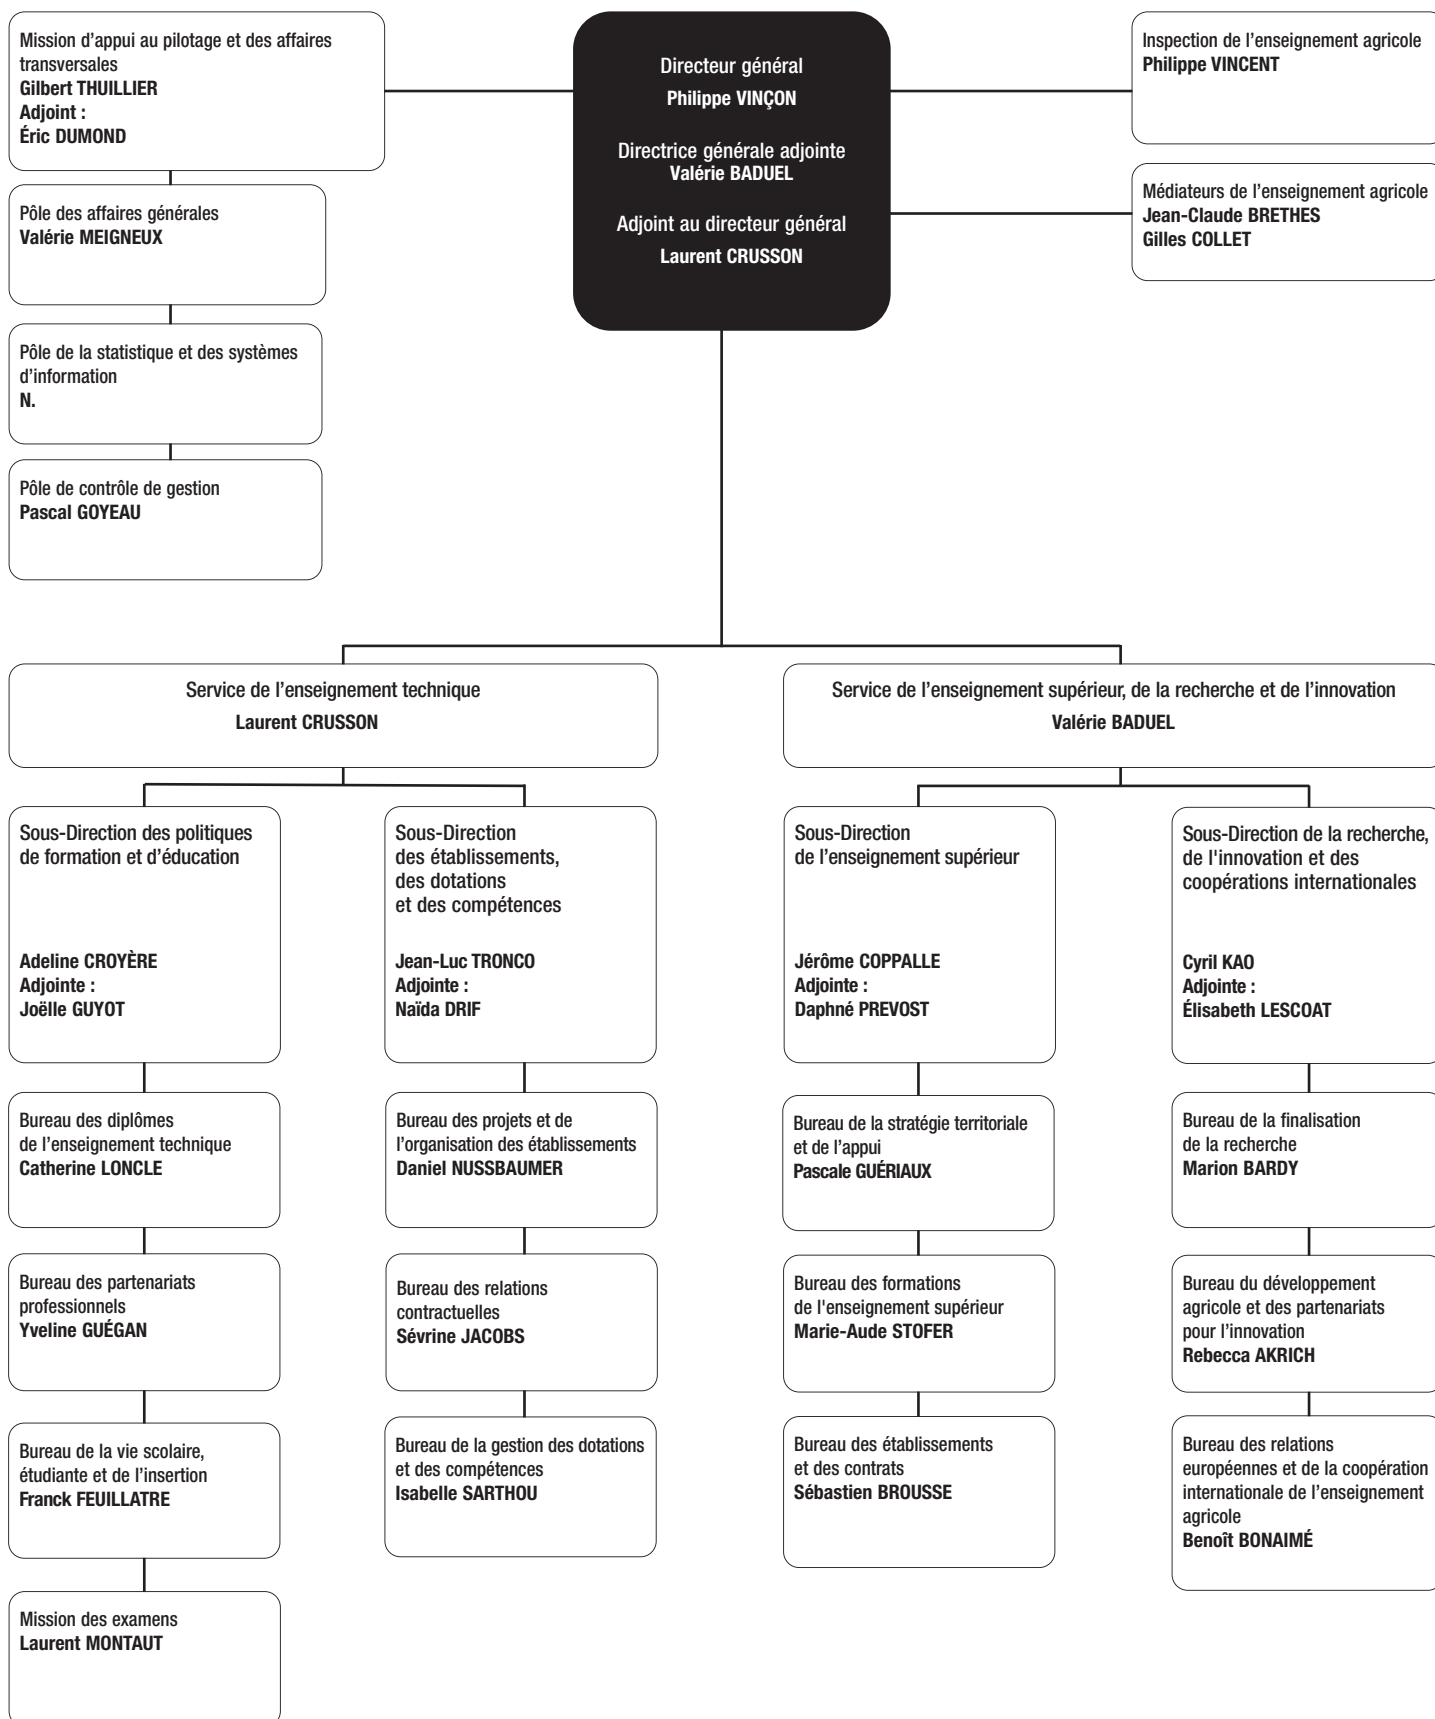 Mission d'appui au pilotage et des affaires
transversales
Gilbert THUILLIER
Adjoint :
Éric DUMOND
Pôle des affaires générales
Valérie MEIGNEUX
Pôle de la statistique et des systèmes
d'information
N.
Pôle de contrôle de gestion
Pascal GOYEAU
Directeur général
Philippe VINÇON
Directrice générale adjointe
Valérie BADUEL
Adjoint au directeur général
Laurent CRUSSON
Inspection de l'enseignement agricole
Philippe VINCENT
Médiateurs de l'enseignement agricole
Jean-Claude BRETHES
Gilles COLLET
Service de l'enseignement technique
Laurent CRUSSON
Service de l'enseignement supérieur, de la recherche et de l'innovation
Valérie BADUEL
Sous-Direction des politiques
de formation et d'éducation
Adeline CROYÈRE
Adjointe :
Joëlle GUYOT
Bureau des diplômes
de l'enseignement technique
Catherine LONCLE
Bureau des partenariats
professionnels
Yveline GUÉGAN
Bureau de la vie scolaire,
étudiante et de l'insertion
Franck FEUILLATRE
Mission des examens
Laurent MONTAUT
Sous-Direction
des établissements,
des dotations
et des compétences
Jean-Luc TRONCO
Adjointe :
Naïda DRIF
Bureau des projets et de
l'organisation des établissements
Daniel NUSSBAUMER
Bureau des relations
contractuelles
Sévrine JACOBS
Bureau de la gestion des dotations
et des compétences
Isabelle SARTHOU
Sous-Direction
de l'enseignement supérieur
Jérôme COPPALLE
Adjointe :
Daphné PREVOST
Bureau de la stratégie territoriale
et de l'appui
Pascale GUÉRIAUX
Bureau des formations
de l'enseignement supérieur
Marie-Aude STOFER
Bureau des établissements
et des contrats
Sébastien BROUSSE
Sous-Direction de la recherche,
de l'innovation et des
coopérations internationales
Cyril KAO
Adjointe :
Élisabeth LESCOAT
Bureau de la finalisation
de la recherche
Marion BARDY
Bureau du développement
agricole et des partenariats
pour l'innovation
Rebecca AKRICH
Bureau des relations
européennes et de la coopération
internationale de l'enseignement
agricole
Benoît BONAIMÉ